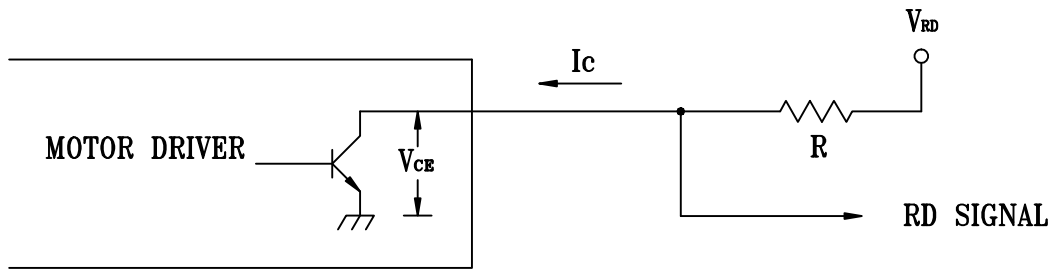 VRD
Ic
MOTOR DRIVER
VCE
R
RD SIGNAL